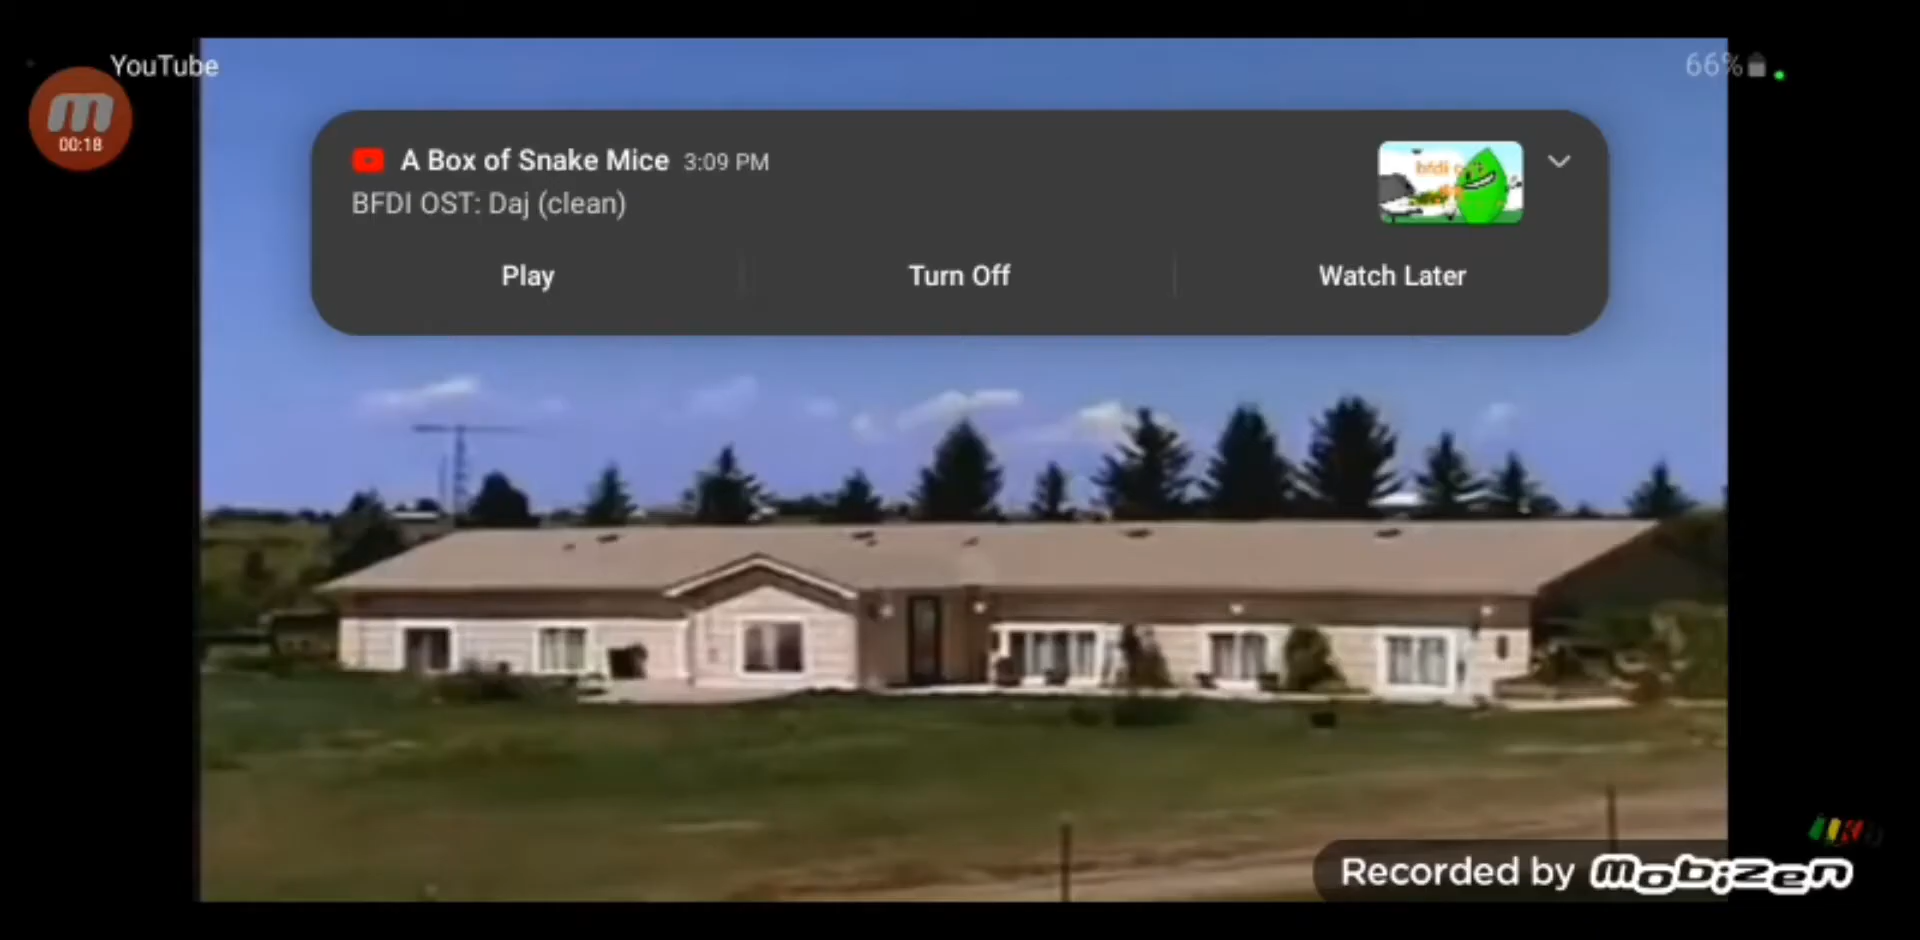 YouTube
66%
00:18
A Box of Snake Mice 3:09 PM
BFDI OST: Daj (clean)
bfdi
Play
Turn Off
Watch Later
Recorded by mobizen